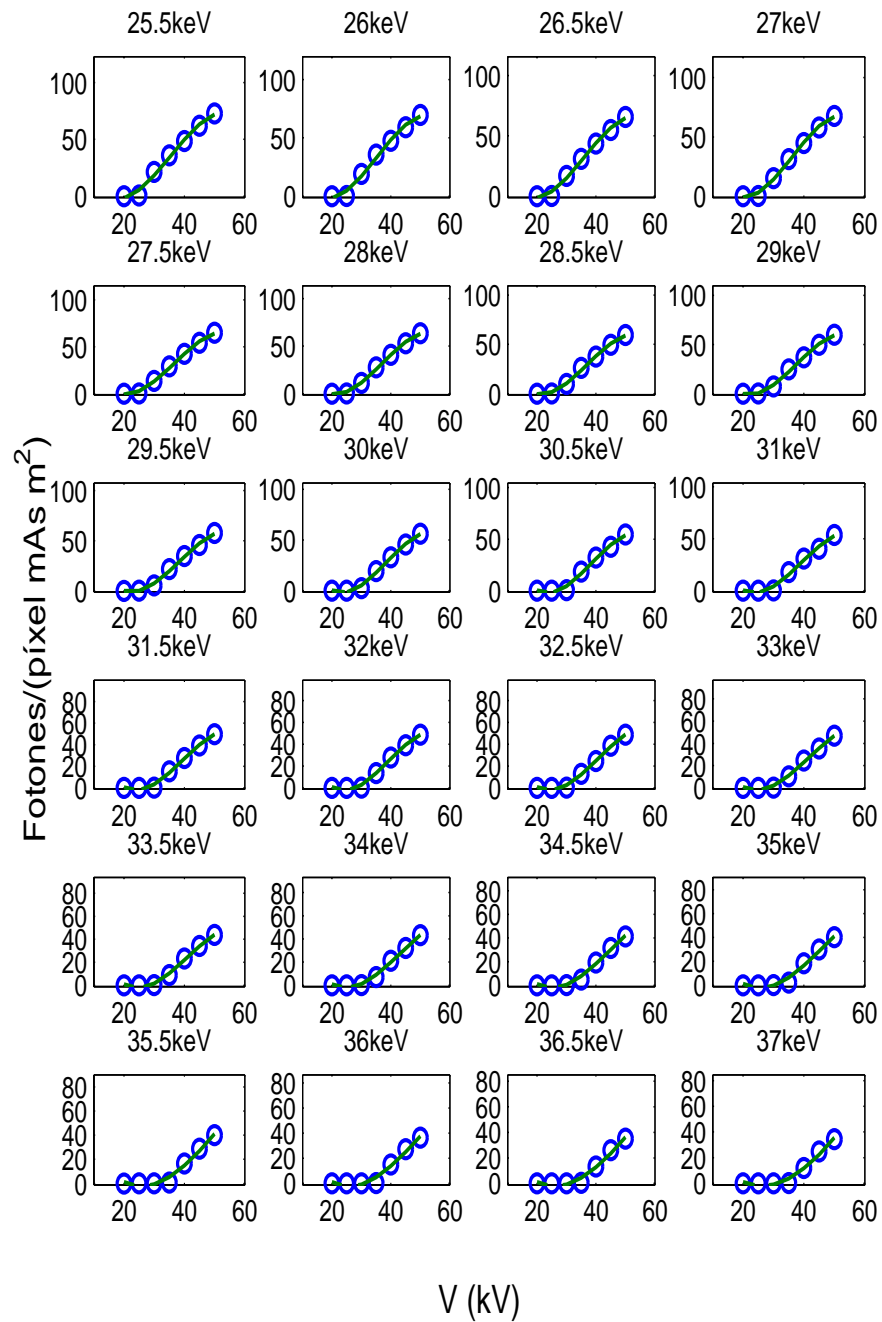 25.5keV 26keV 26.5keV 27keV
100 100 100 100
50 50 50 50
0 0 0 0
20 40 60 20 40 60 20 40 60 20 40 60
27.5keV 28keV 28.5keV 29keV
100 100 100 100
50 50 50 50
0 0 0 0
20 40 60 20 40 60 20 40 60 20 40 60
29.5keV 30keV 30.5keV 31keV
100 100 100 100
50 50 50 50
0 0 0 0
20 40 60 20 40 60 20 40 60 20 40 60
31.5keV 32keV 32.5keV 33keV
80 80 80 80
60 60 60 60
40 40 40 40
20 20 20 20
0 0 0 0
20 40 60 20 40 60 20 40 60 20 40 60
33.5keV 34keV 34.5keV 35keV
80 80 80 80
60 60 60 60
40 40 40 40
20 20 20 20
0 0 0 0
20 40 60 20 40 60 20 40 60 20 40 60
35.5keV 36keV 36.5keV 37keV
80 80 80 80
60 60 60 60
40 40 40 40
20 20 20 20
0 0 0 0
20 40 60 20 40 60 20 40 60 20 40 60
Fotones/(píxel mAs m²)
V (kV)